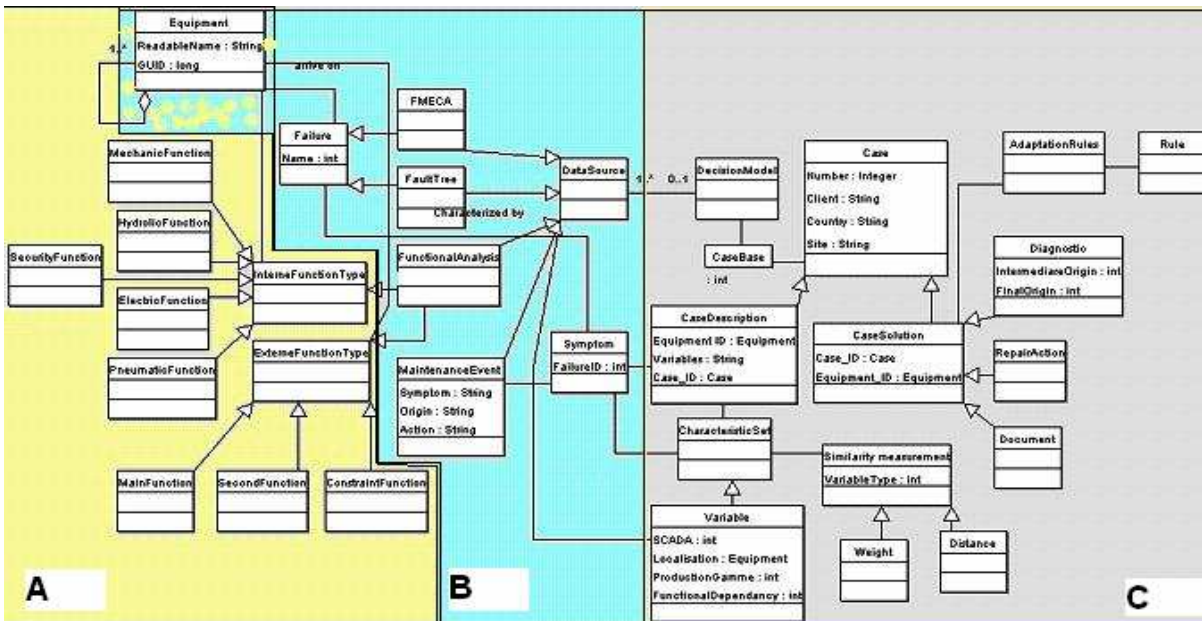 Equipment
ReadableName : String
GUID : long
1..*
arrive on
MechanicFunction
HydrolicFunction
SecurityFunction
ElectricFunction
PneumaticFunction
InterneFunctionType
ExterneFunctionType
MainFunction
SecondFunction
ConstraintFunction
A
Failure
Name : int
FMECA
FaultTree
Characterized by
FunctionalAnalysis
DataSource
1..*
0..1
MaintenanceEvent
Symptom : String
Origin : String
Action : String
Symptom
FailureID : int
B
DecisionModel
CaseBase
: int
Case
Number : Integer
Client : String
Country : String
Site : String
AdaptationRules
Rule
Diagnostic
IntermediareOrigin : int
FinalOrigin : int
CaseDescription
Equipment ID : Equipment
Variables : String
Case_ID : Case
CaseSolution
Case_ID : Case
Equipment_ID : Equipment
RepairAction
Document
CharacteristicSet
Similarity measurement
VariableType : int
Variable
SCADA : int
Localisation : Equipment
ProductionGamme : int
FunctionalDependancy : int
Weight
Distance
C